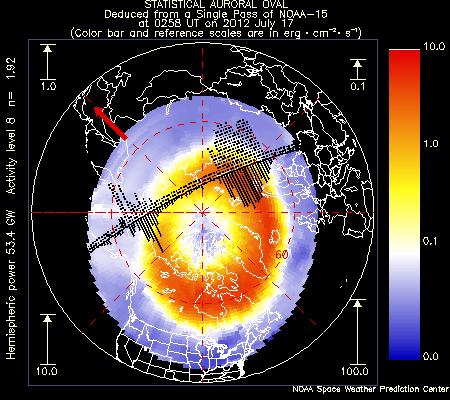 STATISTICAL AURORAL OVAL
Deduced from a Single Pass of NOAA-15
at 0258 UT on 2012 July 17
(Color bar and reference scales are in erg · cm⁻² · s⁻¹)
Hemispheric power 53.4 GW Activity level 8 n= 1.92
1.0
0.1
10.0
100.0
60
10.0
1.0
0.1
0.0
NOAA Space Weather Prediction Center